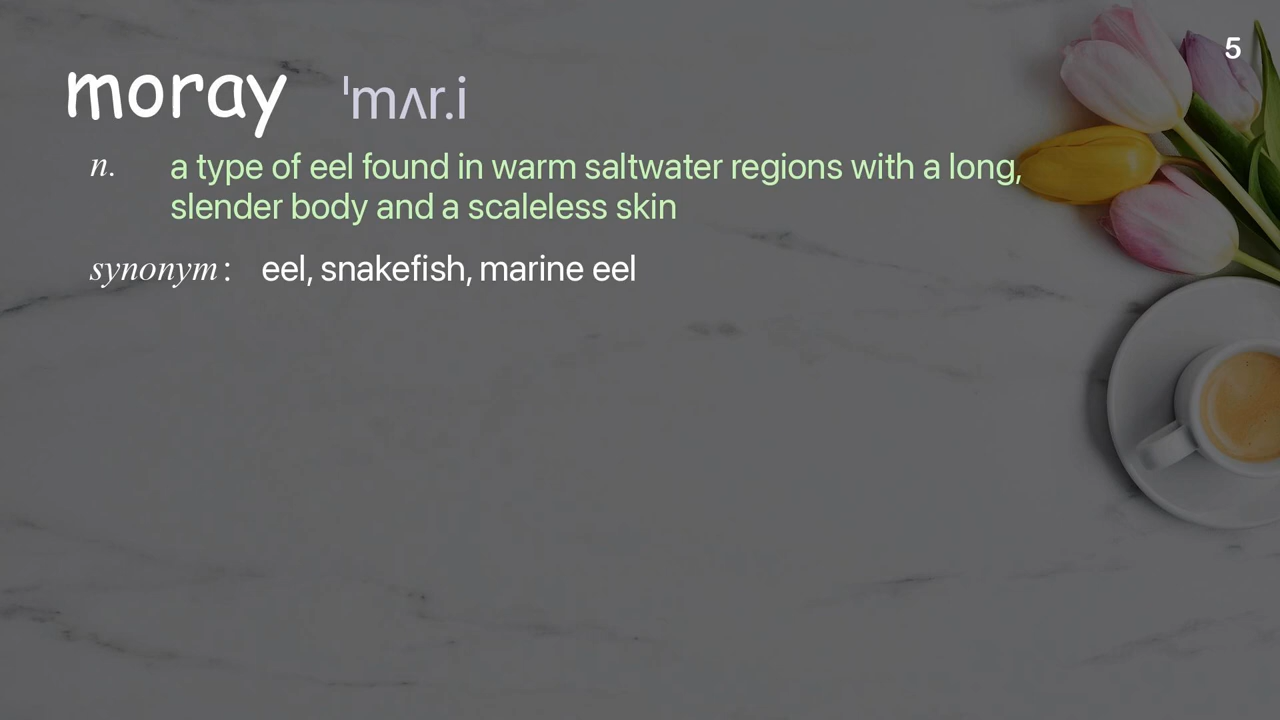 5
moray ˈmʌr.i
n. a type of eel found in warm saltwater regions with a long,
slender body and a scaleless skin
synonym: eel, snakefish, marine eel